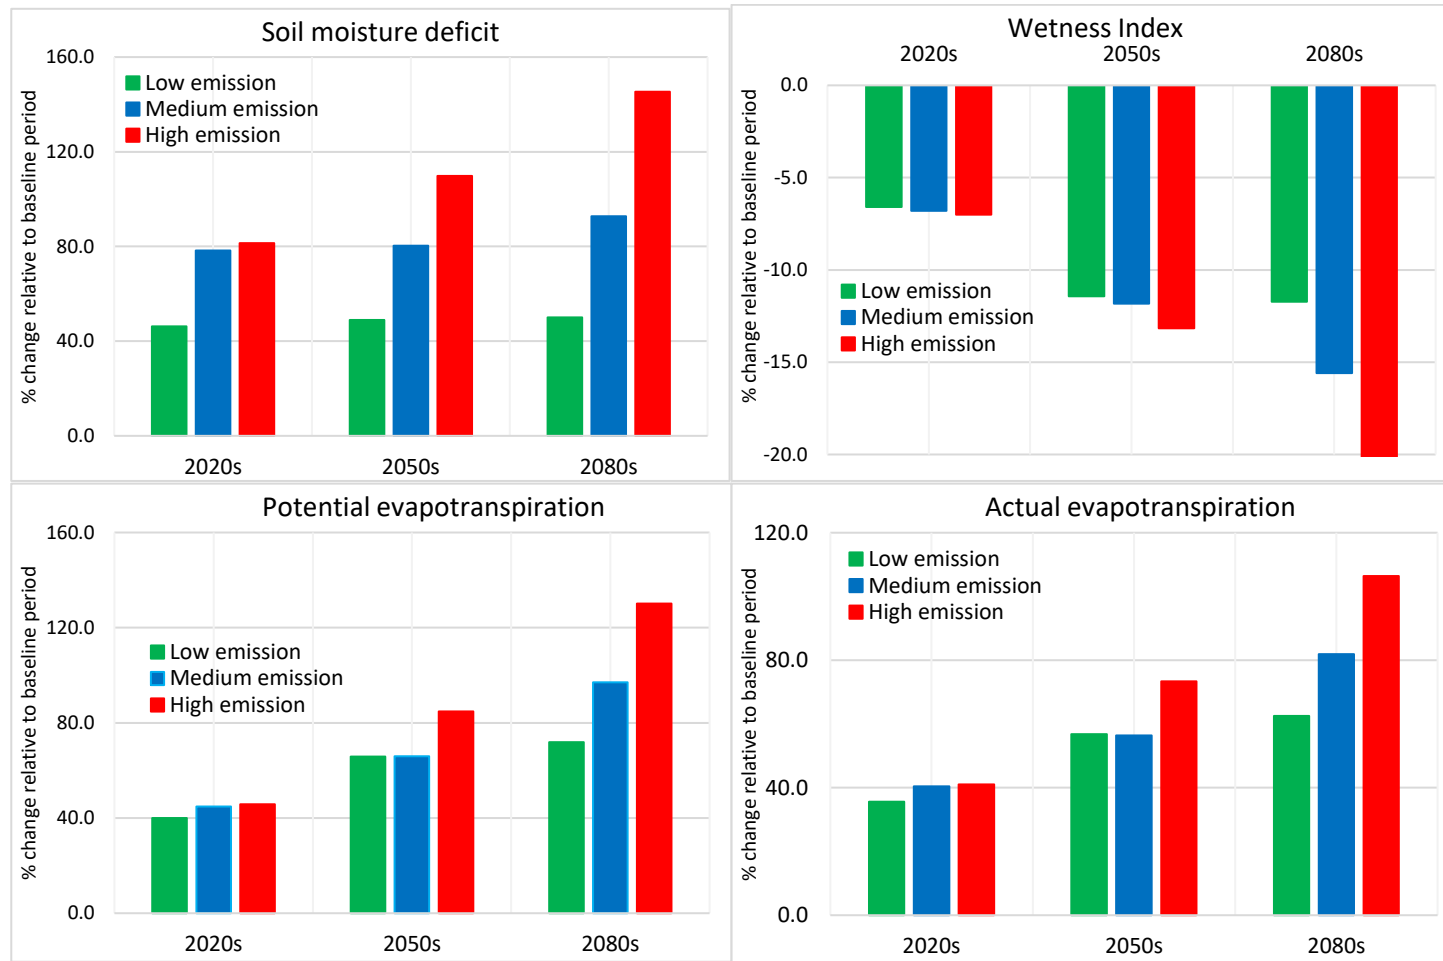 Soil moisture deficit
% change relative to baseline period
160.0
120.0
80.0
40.0
0.0
Low emission
Medium emission
High emission
2020s 2050s 2080s
Wetness Index
2020s 2050s 2080s
% change relative to baseline period
0.0
-5.0
-10.0
-15.0
-20.0
Low emission
Medium emission
High emission
Potential evapotranspiration
% change relative to baseline period
160.0
120.0
80.0
40.0
0.0
Low emission
Medium emission
High emission
2020s 2050s 2080s
Actual evapotranspiration
% change relative to baseline period
120.0
80.0
40.0
0.0
Low emission
Medium emission
High emission
2020s 2050s 2080s